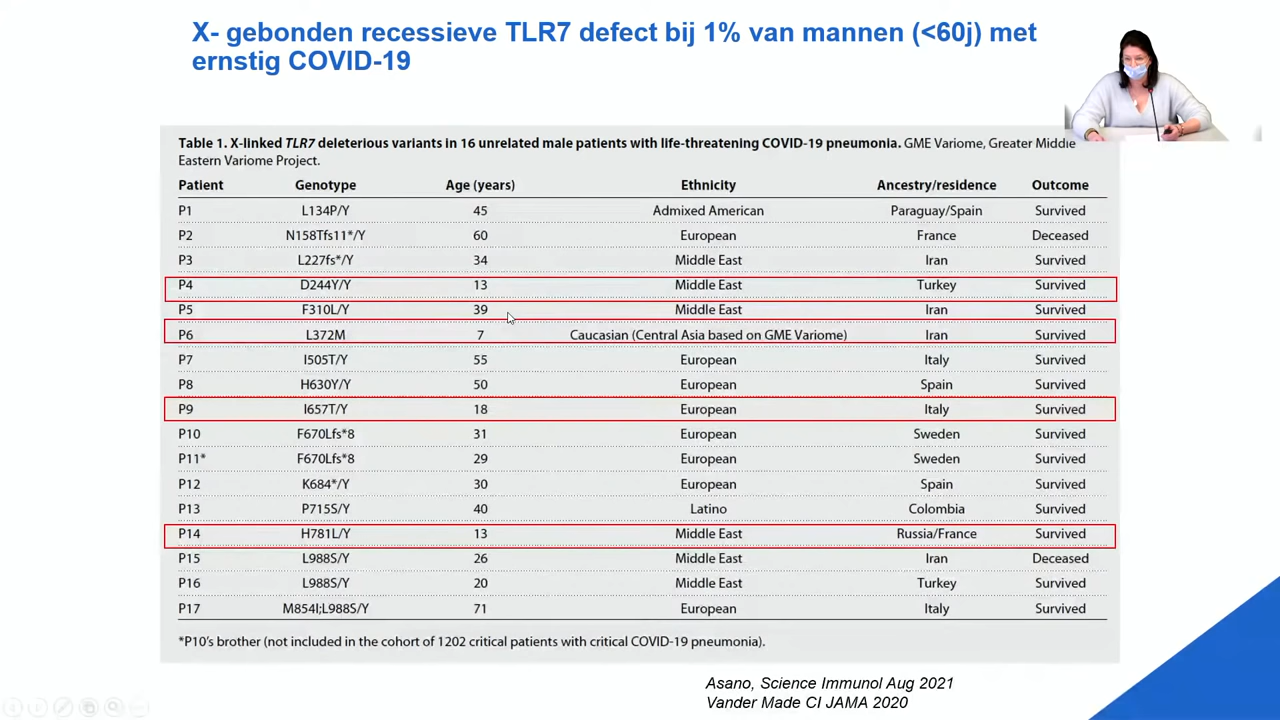 X- gebonden recessieve TLR7 defect bij 1% van mannen (<60j) met
ernstig COVID-19
Table 1. X-linked TLR7 deleterious variants in 16 unrelated male patients with life-threatening COVID-19 pneumonia. GME Variome, Greater Middle
Eastern Variome Project.
Patient Genotype Age (years) Ethnicity Ancestry/residence Outcome
P1 L134P/Y 45 Admixed American Paraguay/Spain Survived
P2 N158Tfs11*/Y 60 European France Deceased
P3 L227fs*/Y 34 Middle East Iran Survived
P4 D244Y/Y 13 Middle East Turkey Survived
P5 F310L/Y 39 Middle East Iran Survived
P6 L372M 7 Caucasian (Central Asia based on GME Variome) Iran Survived
P7 I505T/Y 55 European Italy Survived
P8 H630Y/Y 50 European Spain Survived
P9 I657T/Y 18 European Italy Survived
P10 F670Lfs*8 31 European Sweden Survived
P11* F670Lfs*8 29 European Sweden Survived
P12 K684*/Y 30 European Spain Survived
P13 P715S/Y 40 Latino Colombia Survived
P14 H781L/Y 13 Middle East Russia/France Survived
P15 L988S/Y 26 Middle East Iran Deceased
P16 L988S/Y 20 Middle East Turkey Survived
P17 M854I;L988S/Y 71 European Italy Survived
*P10's brother (not included in the cohort of 1202 critical patients with critical COVID-19 pneumonia).
Asano, Science Immunol Aug 2021
Vander Made CI JAMA 2020